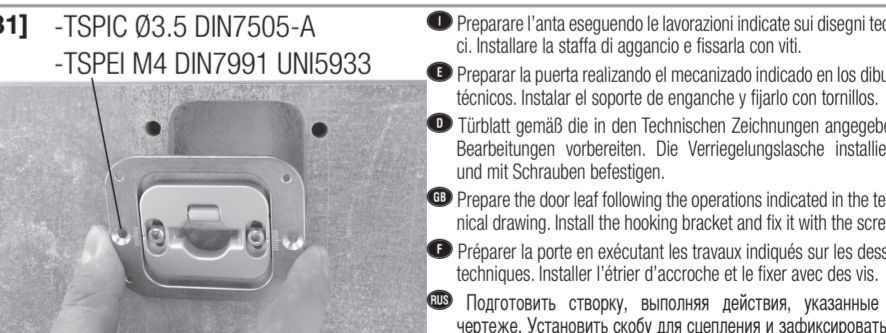 31]
-TSPIC Ø3.5 DIN7505-A
-TSPEI M4 DIN7991 UNI5933
I Preparare l'anta eseguendo le lavorazioni indicate sui disegni tec
ci. Installare la staffa di aggancio e fissarla con viti.
E Preparar la puerta realizando el mecanizado indicado en los dibu
técnicos. Instalar el soporte de enganche y fijarlo con tornillos.
D Türblatt gemäß die in den Technischen Zeichnungen angegebe
Bearbeitungen vorbereiten. Die Verriegelungslasche installie
und mit Schrauben befestigen.
GB Prepare the door leaf following the operations indicated in the te
nical drawing. Install the hooking bracket and fix it with the scre
F Préparer la porte en exécutant les travaux indiqués sur les dess
techniques. Installer l'étrier d'accroche et le fixer avec des vis.
RUS Подготовить створку, выполняя действия, указанные
чертеже. Установить скобу для сцепления и зафиксировать